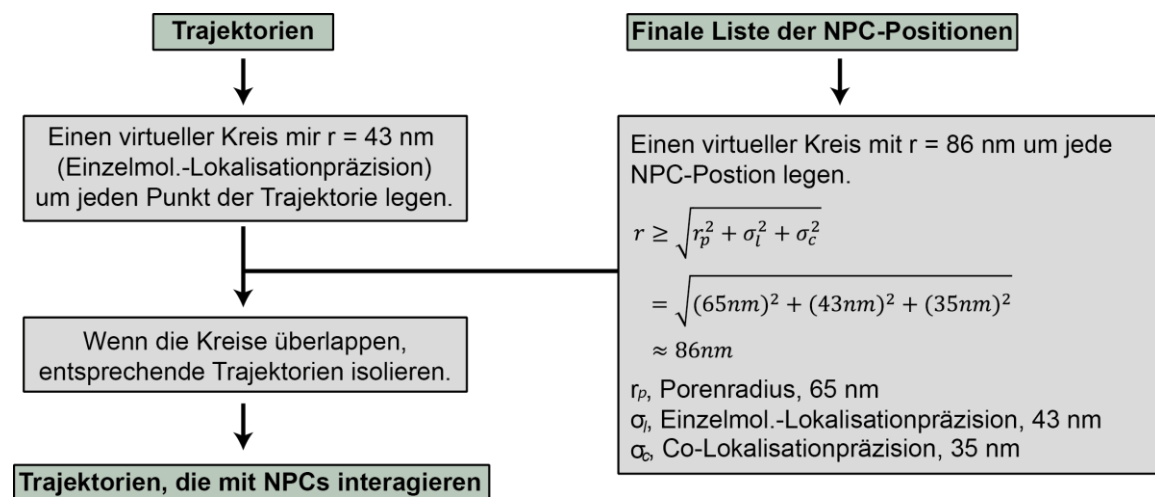 Trajektorien
Einen virtueller Kreis mir r = 43 nm
(Einzelmol.-Lokalisationpräzision)
um jeden Punkt der Trajektorie legen.
Wenn die Kreise überlappen,
entsprechende Trajektorien isolieren.
Trajektorien, die mit NPCs interagieren
Finale Liste der NPC-Positionen
Einen virtueller Kreis mit r = 86 nm um jede
NPC-Postion legen.
r ≥ √(r_p² + σ_l² + σ_c²)
= √((65nm)² + (43nm)² + (35nm)²)
≈ 86nm
r_p, Porenradius, 65 nm
σ_l, Einzelmol.-Lokalisationpräzision, 43 nm
σ_c, Co-Lokalisationpräzision, 35 nm